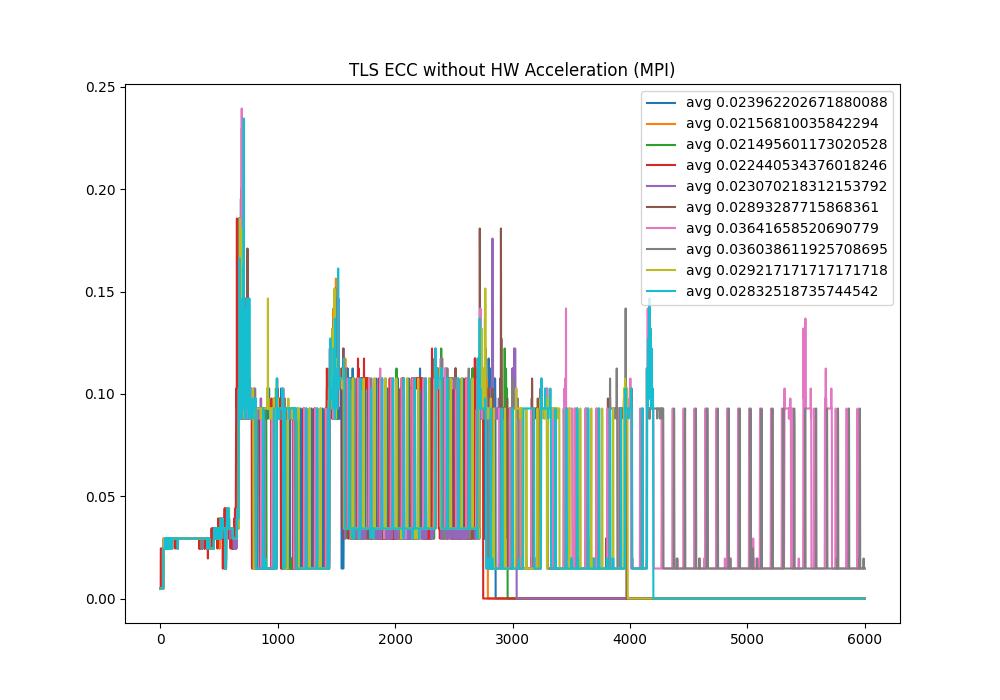 TLS ECC without HW Acceleration (MPI)
avg 0.023962202671880088
avg 0.02156810035842294
avg 0.021495601173020528
avg 0.022440534376018246
avg 0.023070218312153792
avg 0.02893287715868361
avg 0.03641658520690779
avg 0.036038611925708695
avg 0.029217171717171718
avg 0.02832518735744542
0.25
0.20
0.15
0.10
0.05
0.00
0 1000 2000 3000 4000 5000 6000